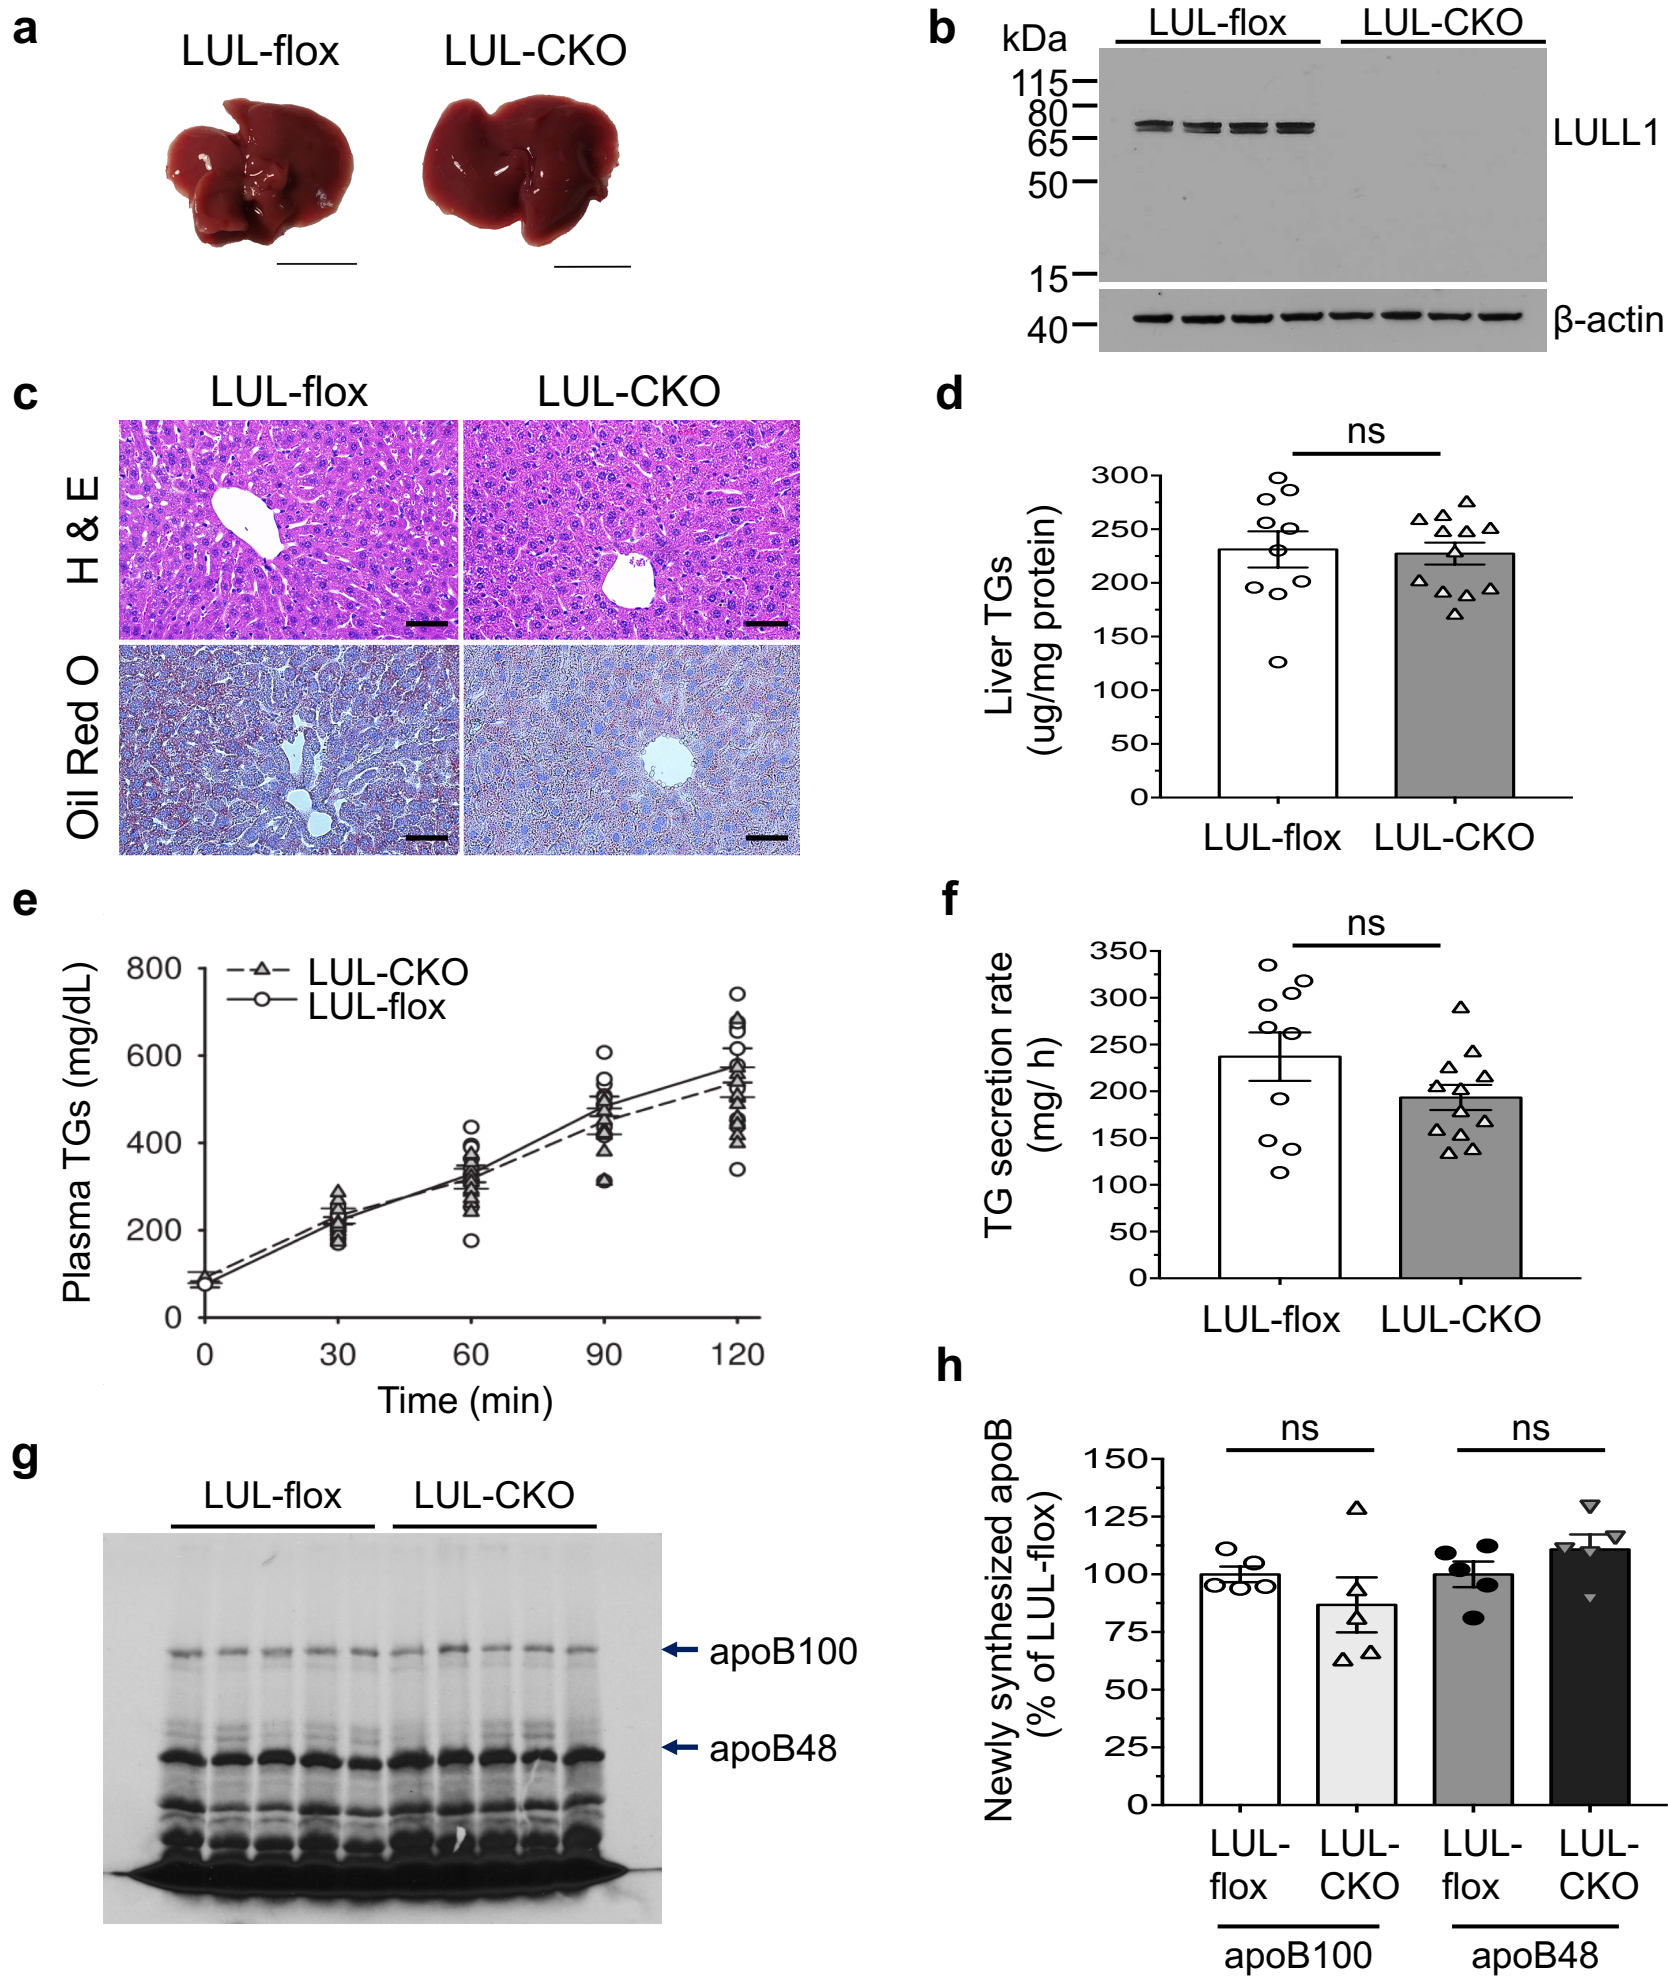 a
LUL-flox
LUL-CKO
b
kDa
LUL-flox
LUL-CKO
115
80
65
50
15
40
LULL1
β-actin
c
LUL-flox
LUL-CKO
H & E
Oil Red O
d
ns
Liver TGs
(ug/mg protein)
300
250
200
150
100
50
0
LUL-flox
LUL-CKO
e
Plasma TGs (mg/dL)
800
600
400
200
0
LUL-CKO
LUL-flox
0
30
60
90
120
Time (min)
f
ns
TG secretion rate
(mg/ h)
350
300
250
200
150
100
50
0
LUL-flox
LUL-CKO
g
LUL-flox
LUL-CKO
apoB100
apoB48
h
ns
ns
Newly synthesized apoB
(% of LUL-flox)
150
125
100
75
50
25
0
LUL-
flox
LUL-
CKO
LUL-
flox
LUL-
CKO
apoB100
apoB48